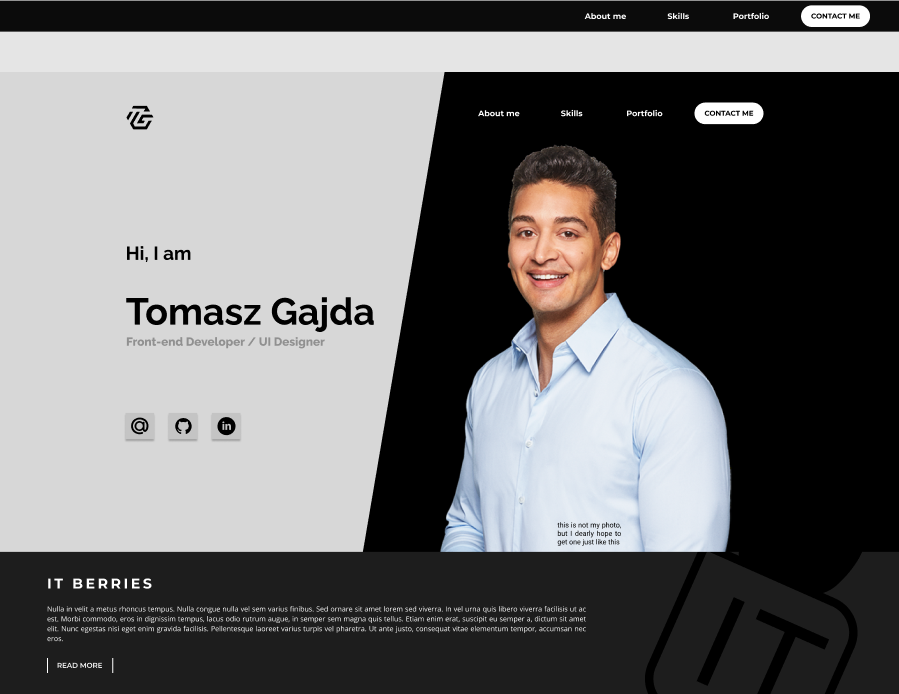 About me Skills Portfolio CONTACT ME
About me Skills Portfolio CONTACT ME
Hi, I am
Tomasz Gajda
Front-end Developer / UI Designer
in
this is not my photo,
but I dearly hope to
get one just like this
IT BERRIES
Nulla in velit a metus rhoncus tempus. Nulla congue nulla vel sem varius finibus. Sed ornare sit amet lorem sed viverra. In vel urna quis libero viverra facilisis ut ac
est. Morbi commodo, eros in dignissim tempus, lacus odio rutrum augue, in semper sem magna quis tellus. Etiam enim erat, suscipit eu semper a, dictum sit amet
elit. Nunc egestas nisi eget enim gravida facilisis. Pellentesque laoreet varius turpis vel pharetra. Ut ante justo, consequat vitae elementum tempor, accumsan nec
eros.
READ MORE
IT